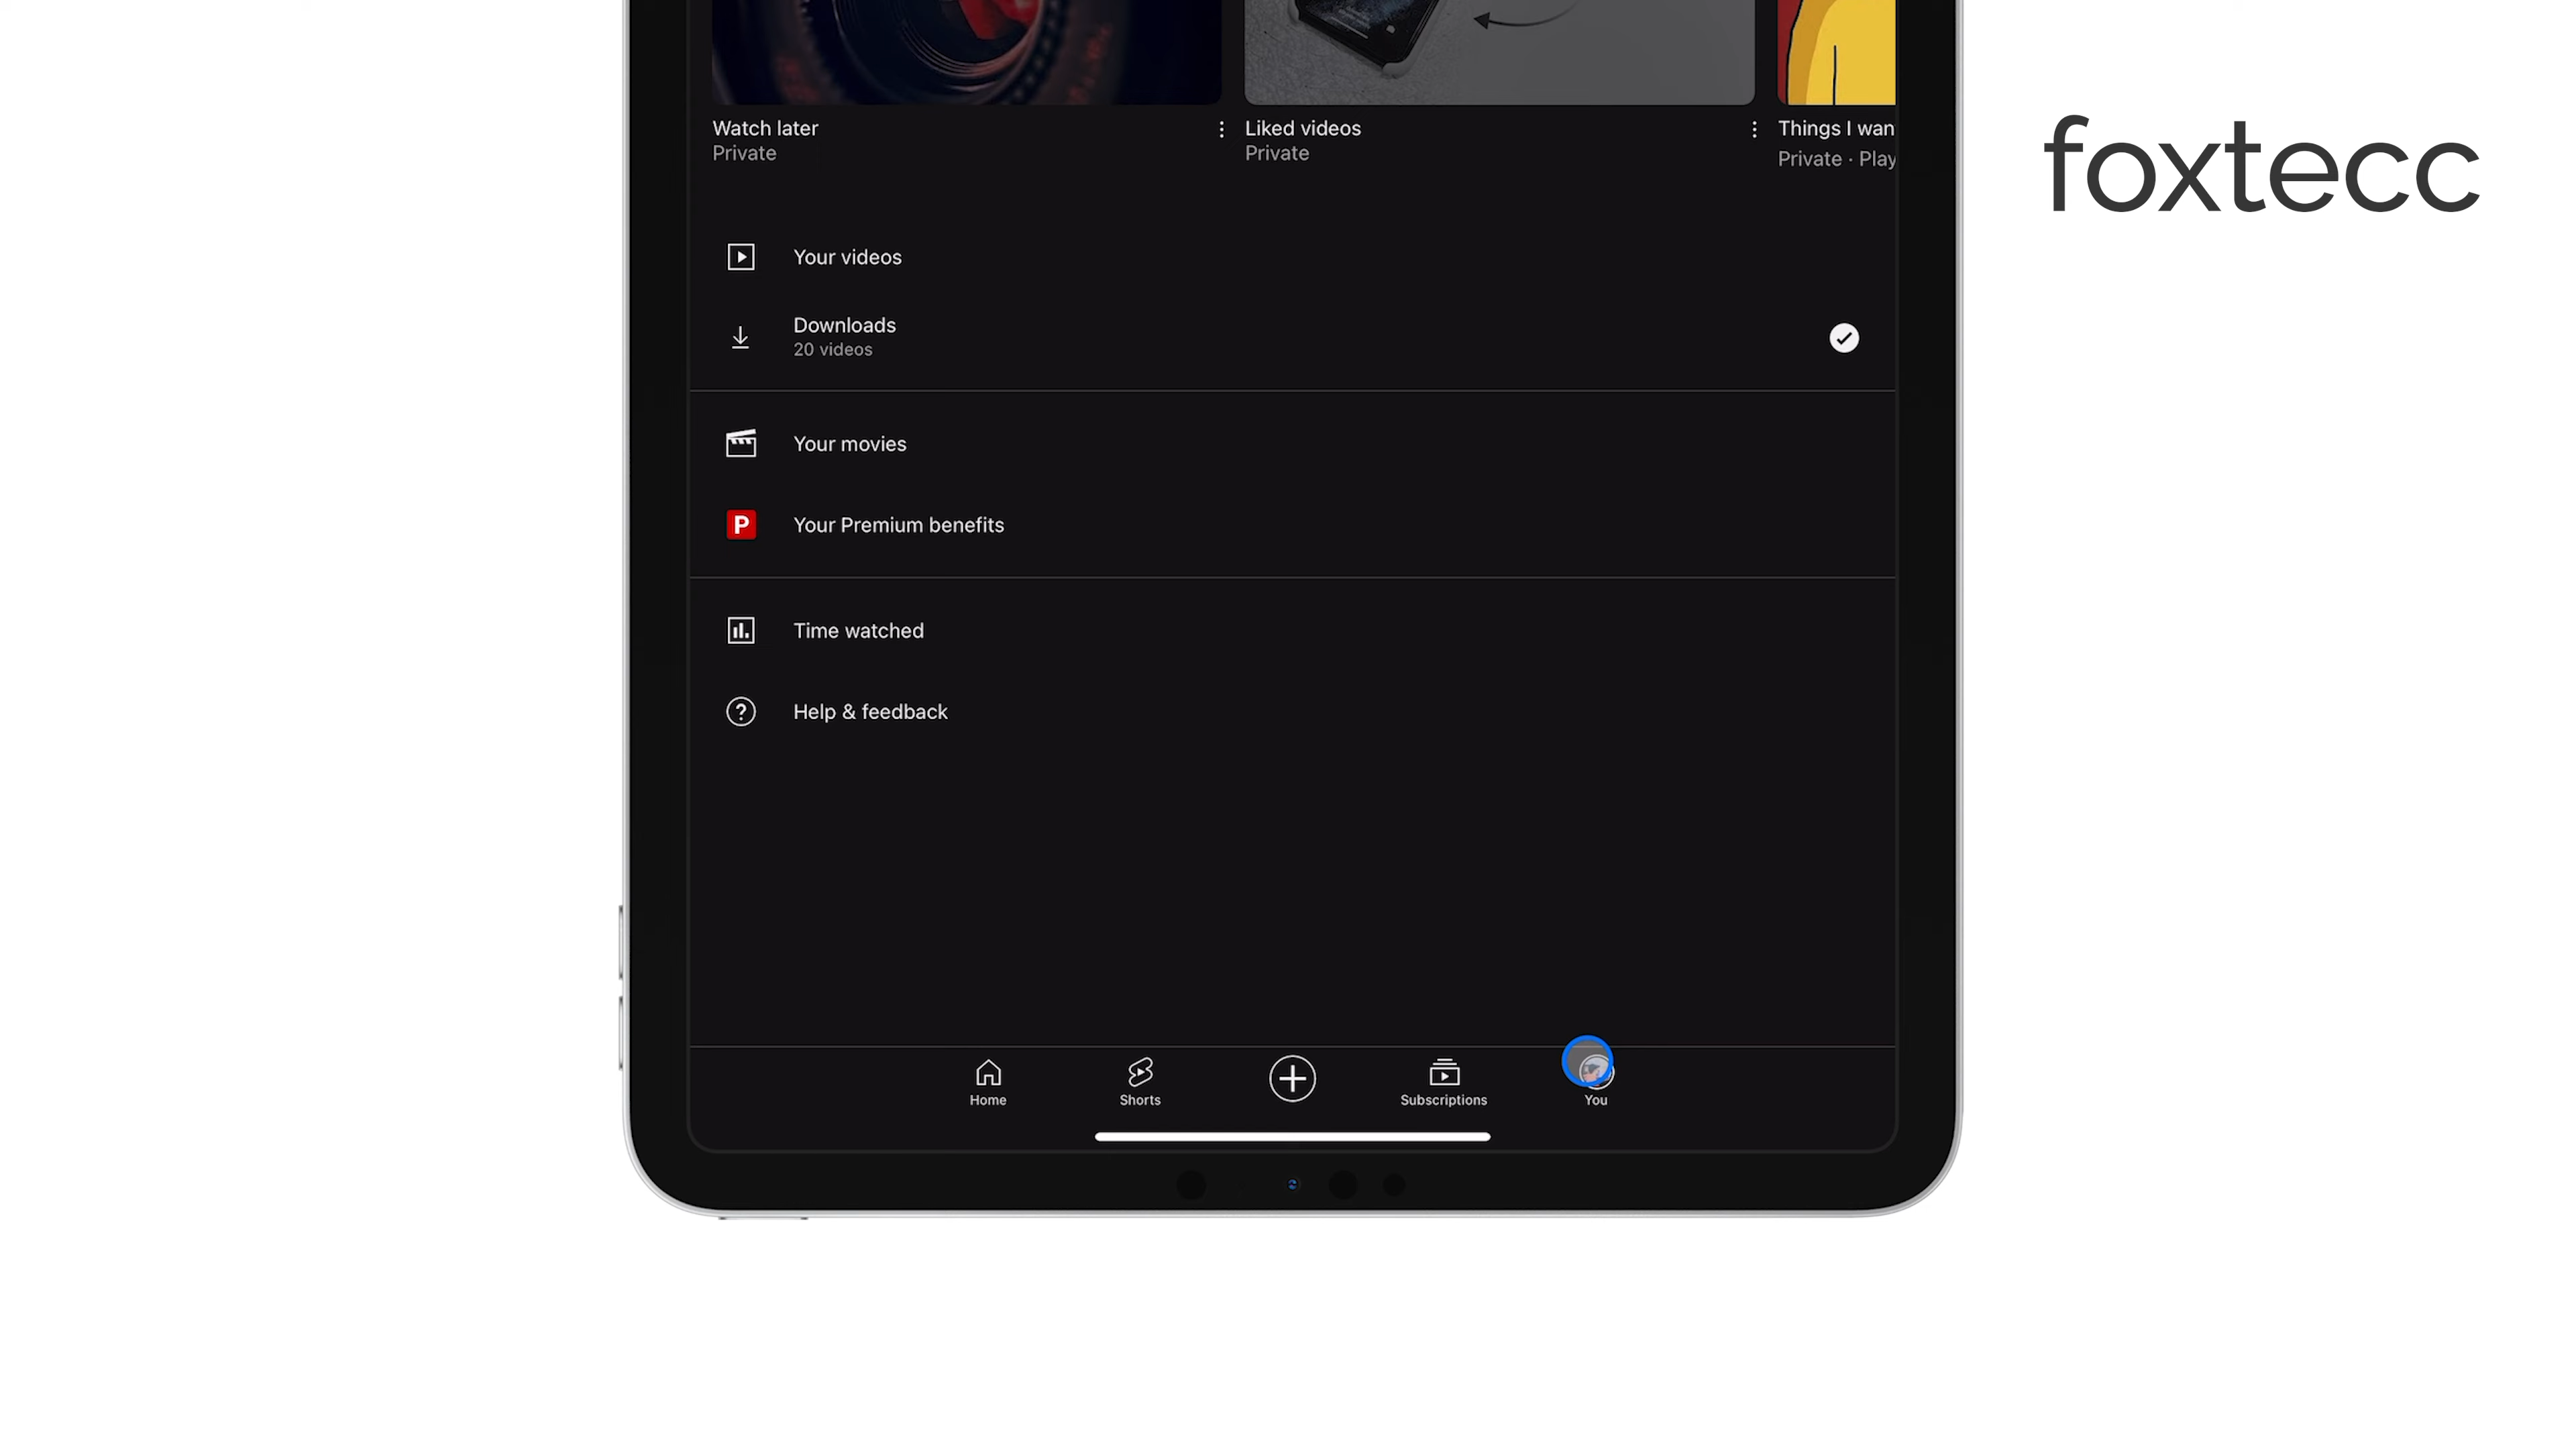 foxtecc
Watch later
Private
Liked videos
Private
Things I wan
Private · Play
Your videos
Downloads
20 videos
Your movies
P
Your Premium benefits
Time watched
? Help & feedback
Home
Shorts
Subscriptions
You